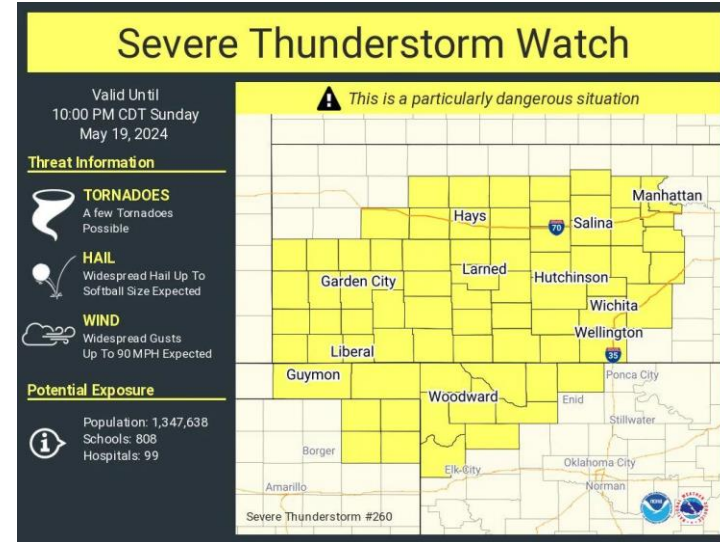 Severe Thunderstorm Watch
Valid Until
10:00 PM CDT Sunday
May 19, 2024
This is a particularly dangerous situation
Threat Information
TORNADOES
A few Tornadoes
Possible
HAIL
Widespread Hail Up To
Softball Size Expected
WIND
Widespread Gusts
Up To 90 MPH Expected
Potential Exposure
Population: 1,347,638
Schools: 808
Hospitals: 99
Manhattan
Hays
70
Salina
Larned
Garden City
Hutchinson
Wichita
Wellington
Liberal
35
Guymon
Ponca City
Woodward
Enid
Stillwater
Borger
Elk City
Oklahoma City
Amarillo
Norman
Severe Thunderstorm #260